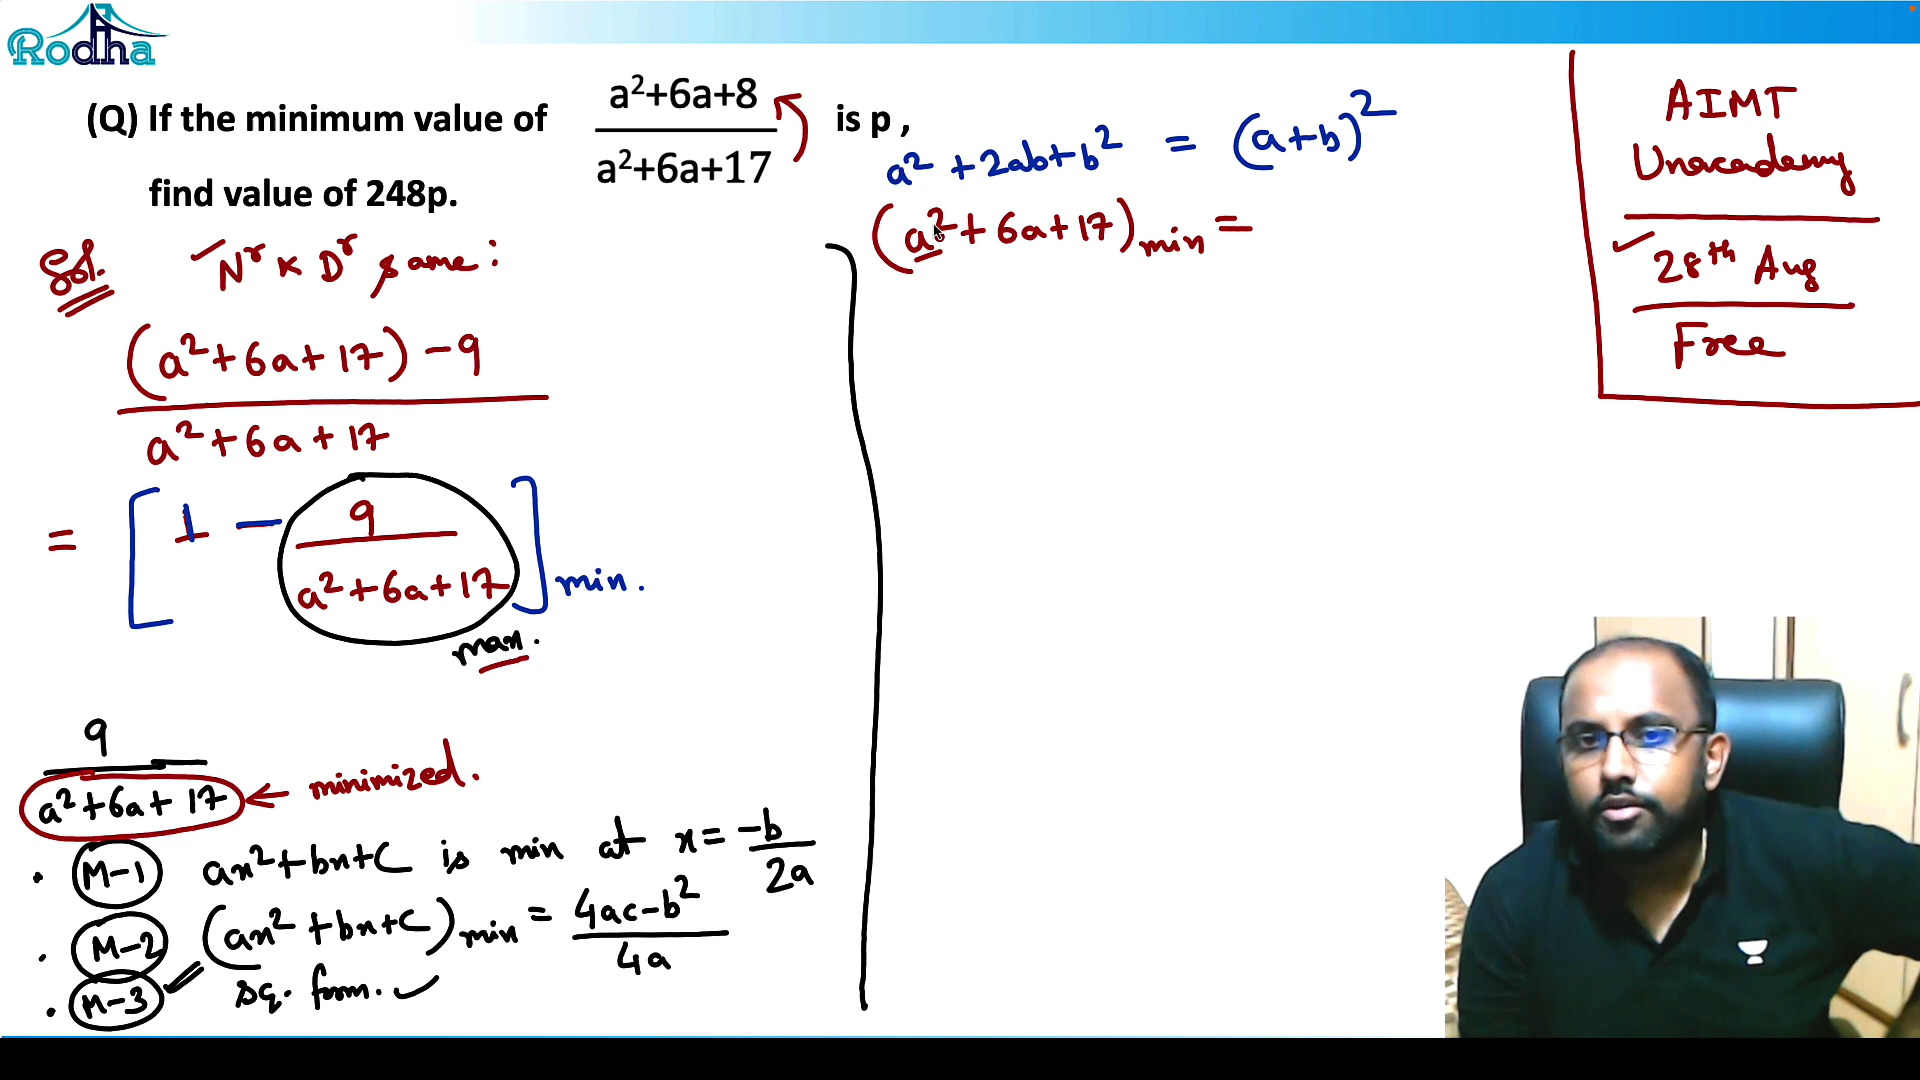 Rodha
(Q) If the minimum value of a²+6a+8 / a²+6a+17 is p ,
find value of 248p.
Sol. ✓ Nʳ & Dʳ same :
(a²+6a+17) −9
a²+6a+17
= [ 1 − 9 / a²+6a+17 ] min.
max.
9
a²+6a+17 ← minimized.
. M-1 ax²+bx+c is min at x = −b / 2a
. M-2 (ax²+bx+c) min = 4ac−b² / 4a
. M-3 ✓ sq. form. ✓
a² + 2ab + b² = (a+b)²
(a² + 6a + 17) min =
AIMT
Unacademy
✓ 28th Aug
Free